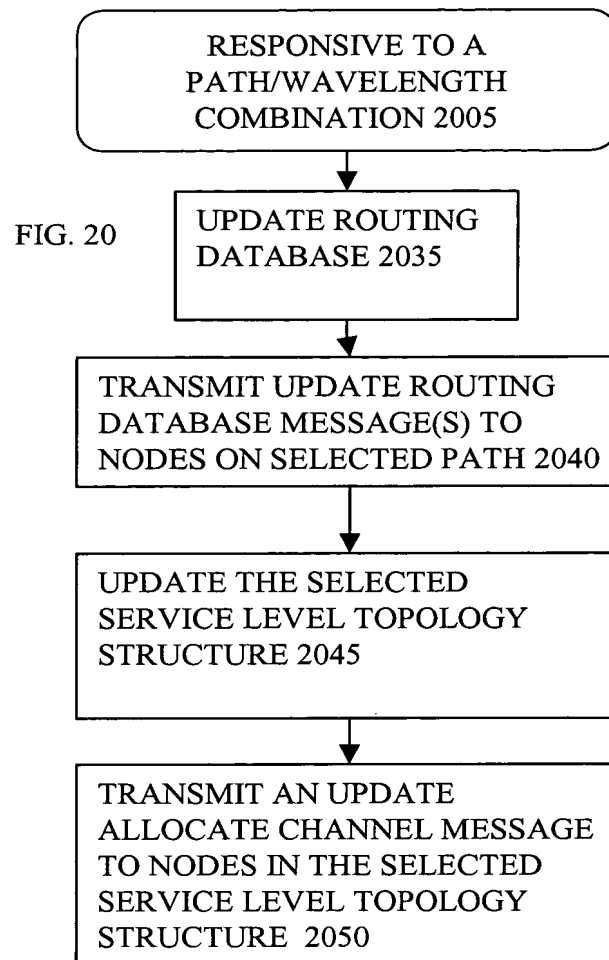 RESPONSIVE TO A
PATH/WAVELENGTH
COMBINATION 2005
FIG. 20
UPDATE ROUTING
DATABASE 2035
TRANSMIT UPDATE ROUTING
DATABASE MESSAGE(S) TO
NODES ON SELECTED PATH 2040
UPDATE THE SELECTED
SERVICE LEVEL TOPOLOGY
STRUCTURE 2045
TRANSMIT AN UPDATE
ALLOCATE CHANNEL MESSAGE
TO NODES IN THE SELECTED
SERVICE LEVEL TOPOLOGY
STRUCTURE 2050